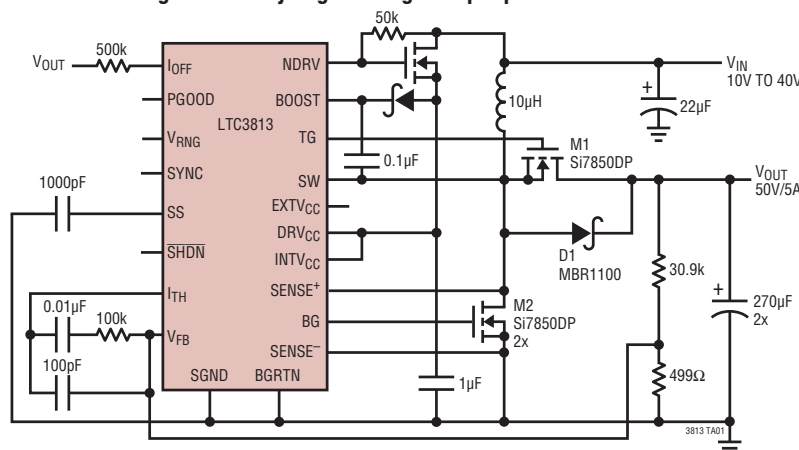 50k
VOUT
500k
IOFF
NDRV
VIN
10V TO 40V
PGOOD
BOOST
10µH
+
22µF
LTC3813
VRNG
TG
M1
Si7850DP
0.1µF
SYNC
SW
VOUT
50V/5A
1000pF
EXTVCC
SS
DRVCC
D1
MBR1100
SHDN
INTVCC
30.9k
ITH
SENSE+
+
270µF
2x
0.01µF
100k
M2
Si7850DP
2x
BG
VFB
SENSE–
100pF
SGND
BGRTN
1µF
499Ω
3813 TA01